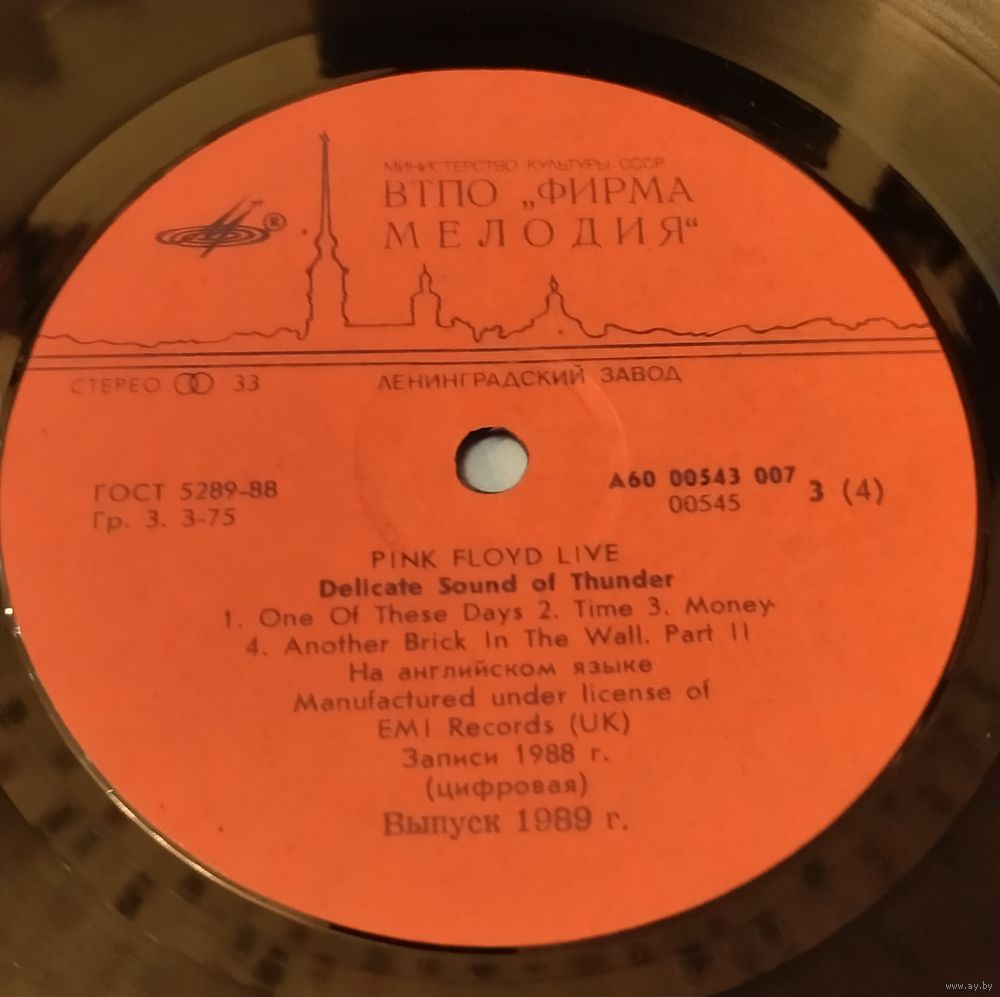 МИНИСТЕРСТВО КУЛЬТУРЫ СССР
ВТПО „ФИРМА
МЕЛОДИЯ“
®
СТЕРЕО 33
ЛЕНИНГРАДСКИЙ ЗАВОД
ГОСТ 5289-88
Гр. 3. 3-75
А60 00543 007
00545
3 (4)
PINK FLOYD LIVE
Delicate Sound of Thunder
1. One Of These Days 2. Time 3. Money
4. Another Brick In The Wall. Part II
На английском языке
Manufactured under license of
EMI Records (UK)
Записи 1988 г.
(цифровая)
Выпуск 1989 г.
www.ay.by